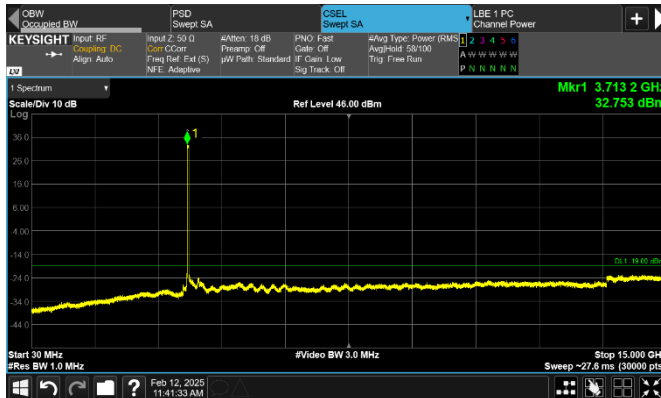 OBW
Occupied BW
PSD
Swept SA
CSEL
Swept SA
LBE 1 PC
Channel Power
+
KEYSIGHT
Input: RF
Coupling: DC
Align: Auto
LXI
Input Z: 50 Ω
Corr CCorr
Freq Ref: Ext (S)
NFE: Adaptive
#Atten: 18 dB
Preamp: Off
µW Path: Standard
PNO: Fast
Gate: Off
IF Gain: Low
Sig Track: Off
#Avg Type: Power (RMS
Avg|Hold: 58/100
Trig: Free Run
1 2 3 4 5 6
A W W W W W
P N N N N N
1 Spectrum
Scale/Div 10 dB
Log
Ref Level 46.00 dBm
Mkr1 3.713 2 GHz
32.753 dBm
1
36.0
26.0
16.0
6.00
-4.00
-14.0
-24.0
-34.0
-44.0
DL1 -19.00 dBm
Start 30 MHz
#Res BW 1.0 MHz
#Video BW 3.0 MHz
Stop 15.000 GH
Sweep ~27.6 ms (30000 pts
?
Feb 12, 2025
11:41:33 AM